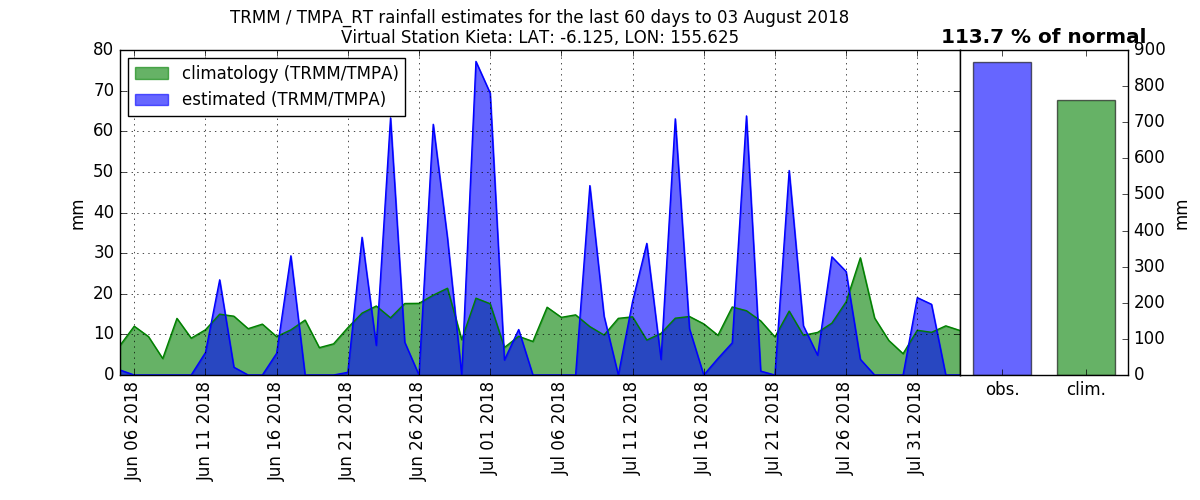 TRMM / TMPA_RT rainfall estimates for the last 60 days to 03 August 2018
Virtual Station Kieta: LAT: -6.125, LON: 155.625
113.7 % of normal
climatology (TRMM/TMPA)
estimated (TRMM/TMPA)
mm
80
70
60
50
40
30
20
10
0
Jun 06 2018
Jun 11 2018
Jun 16 2018
Jun 21 2018
Jun 26 2018
Jul 01 2018
Jul 06 2018
Jul 11 2018
Jul 16 2018
Jul 21 2018
Jul 26 2018
Jul 31 2018
obs.
clim.
900
800
700
600
500
400
300
200
100
0
mm